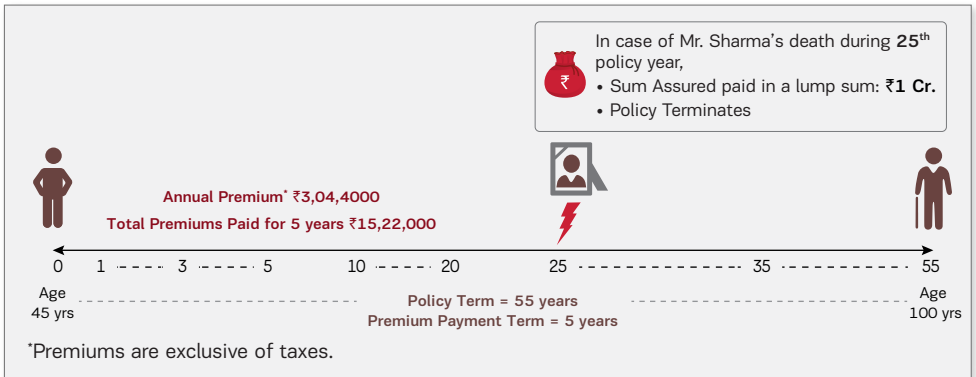 In case of Mr. Sharma's death during 25th
policy year,
• Sum Assured paid in a lump sum: ₹1 Cr.
• Policy Terminates
₹
Annual Premium* ₹3,04,4000
Total Premiums Paid for 5 years ₹15,22,000
0 1 ----- 3 ----- 5 10 ----- 20 25 ----- 35 ----- 55
Age
45 yrs
Policy Term = 55 years
Premium Payment Term = 5 years
Age
100 yrs
*Premiums are exclusive of taxes.